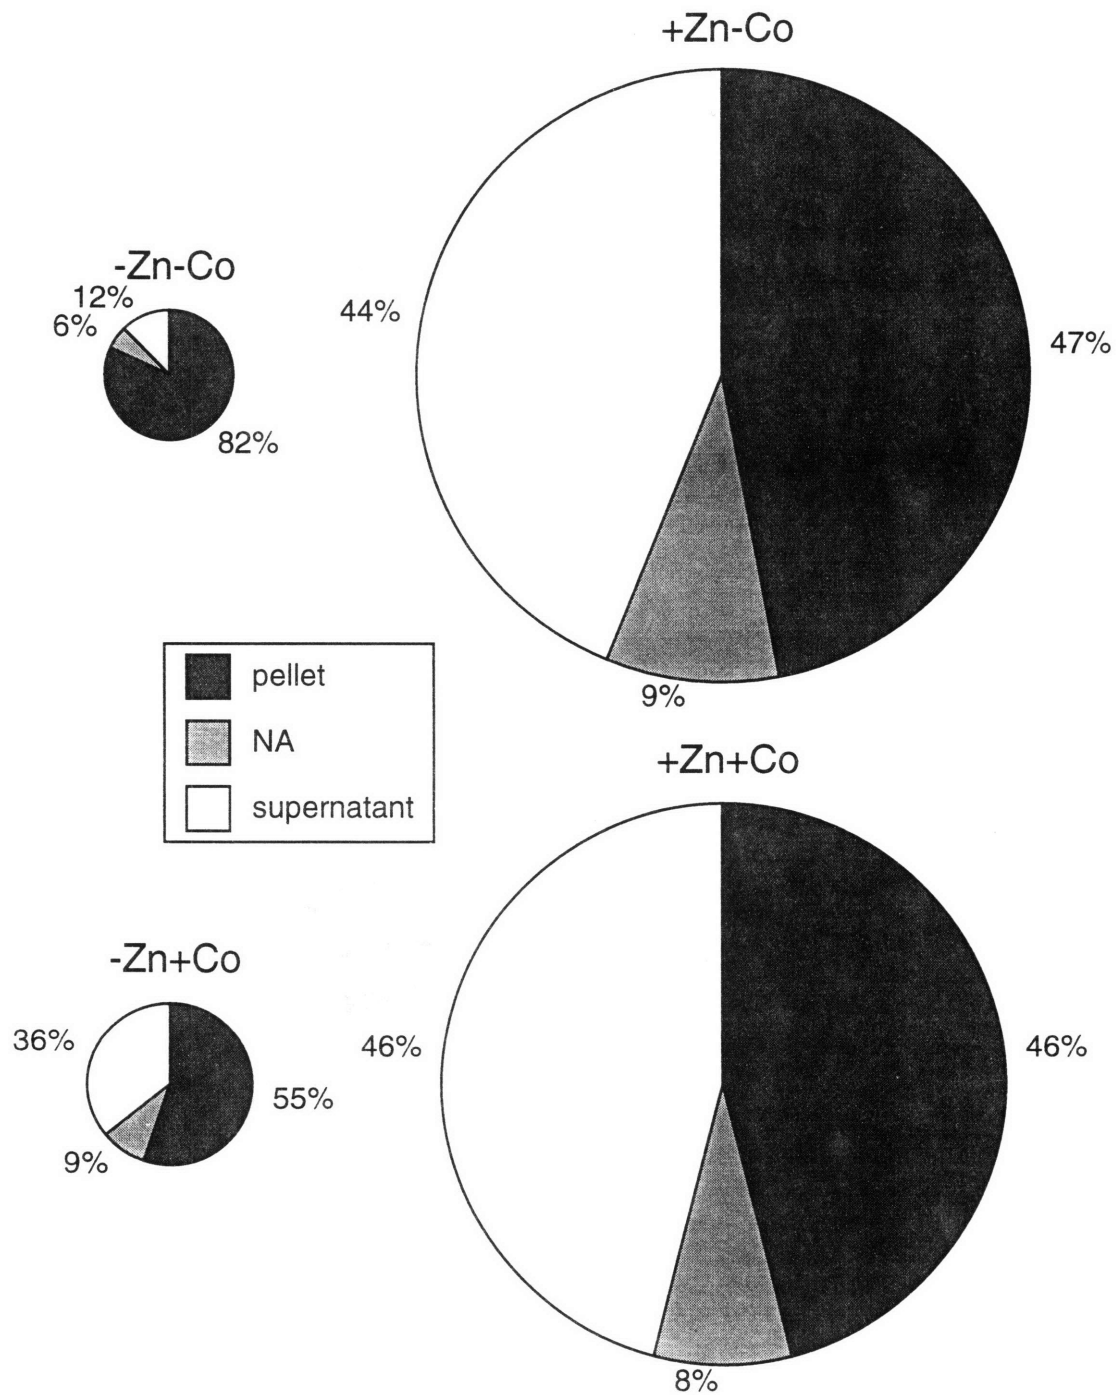 +Zn-Co
44%
47%
9%
-Zn-Co
12%
6%
82%
pellet
NA
supernatant
+Zn+Co
46%
46%
8%
-Zn+Co
36%
55%
9%